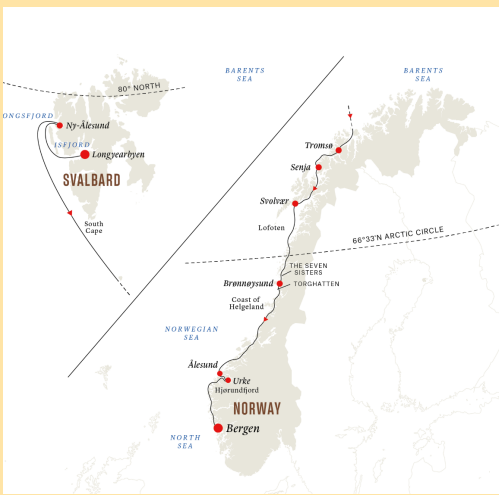 BARENTS
SEA
BARENTS
SEA
80° NORTH
ONGSFJORD
Ny-Ålesund
ISFJORD
Longyearbyen
SVALBARD
South
Cape
Tromsø
Senja
Svolvær
Lofoten
66°33'N ARCTIC CIRCLE
THE SEVEN
SISTERS
Brønnøysund
TORGHATTEN
Coast of
Helgeland
NORWEGIAN
SEA
Ålesund
Urke
Hjørundfjord
NORWAY
Bergen
NORTH
SEA